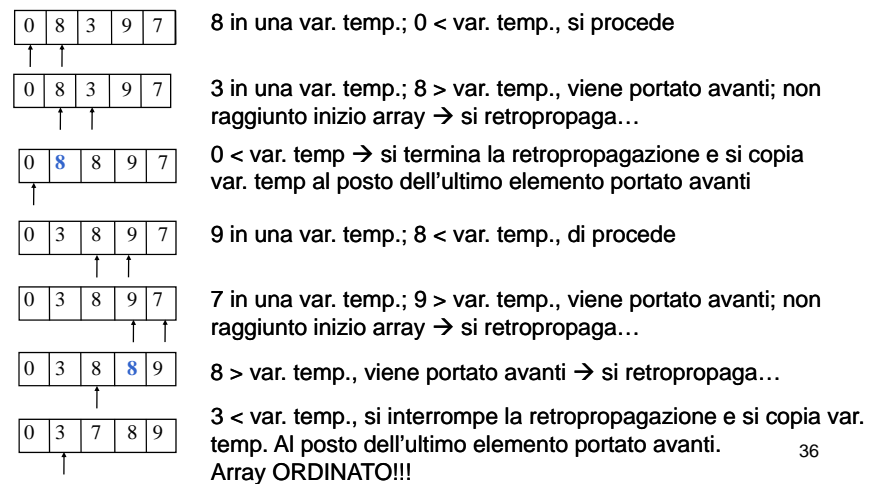 0 8 3 9 7
8 in una var. temp.; 0 < var. temp., si procede
0 8 3 9 7
3 in una var. temp.; 8 > var. temp., viene portato avanti; non
raggiunto inizio array → si retropropaga…
0 8 8 9 7
0 < var. temp → si termina la retropropagazione e si copia
var. temp al posto dell'ultimo elemento portato avanti
0 3 8 9 7
9 in una var. temp.; 8 < var. temp., di procede
0 3 8 9 7
7 in una var. temp.; 9 > var. temp., viene portato avanti; non
raggiunto inizio array → si retropropaga…
0 3 8 8 9
8 > var. temp., viene portato avanti → si retropropaga…
0 3 7 8 9
3 < var. temp., si interrompe la retropropagazione e si copia var.
temp. Al posto dell'ultimo elemento portato avanti.
Array ORDINATO!!!
36